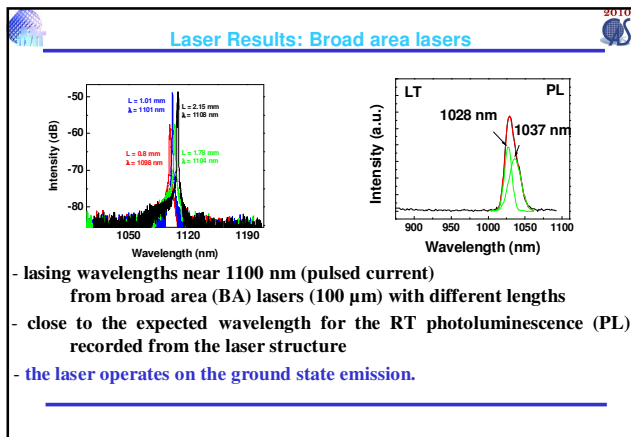 2010
Laser Results: Broad area lasers
-50
-60
-70
-80
Intensity (dB)
L = 1.01 mm
λ = 1101 nm
L = 2.15 mm
λ = 1108 nm
L = 0.8 mm
λ = 1098 nm
L = 1.78 mm
λ = 1104 nm
1050 1120 1190
Wavelength (nm)
LT PL
1028 nm
1037 nm
Intensity (a.u.)
900 950 1000 1050 1100
Wavelength (nm)
- lasing wavelengths near 1100 nm (pulsed current)
from broad area (BA) lasers (100 µm) with different lengths
- close to the expected wavelength for the RT photoluminescence (PL)
recorded from the laser structure
- the laser operates on the ground state emission.